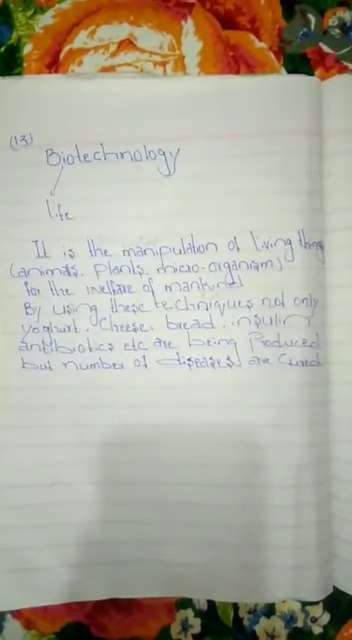 (13)
Biotechnology
life
It is the manipulation of living things
(animals, plants, micro-organism)
for the welfare of mankind
By using these techniques not only
yoghurt, cheese, bread, insulin
antibiotics etc are being Produced
but number of diseases are Cured